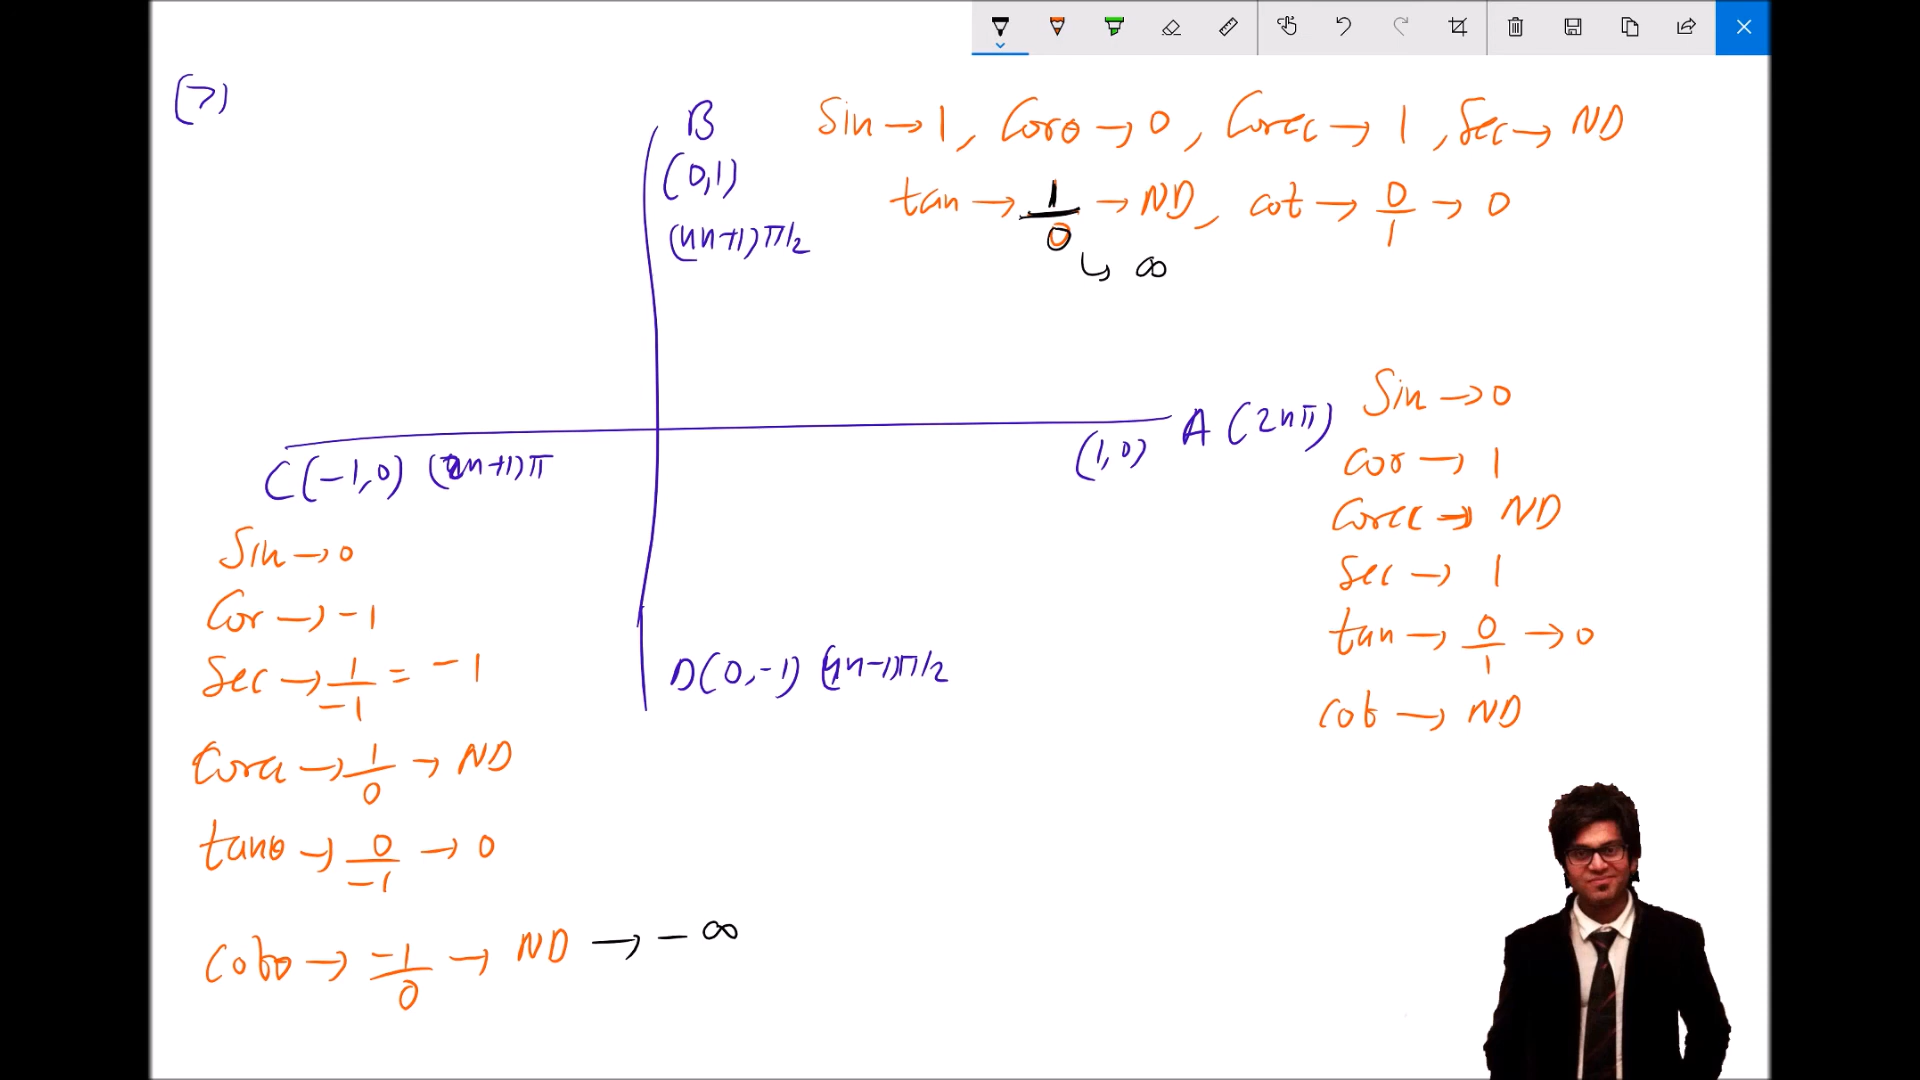 (7)
B
(0,1)
(4n+1)π/2
Sin → 1, Cosθ → 0, Cosec → 1, Sec → ND
tan → 1/0 → ND, cot → 0/1 → 0
↳ ∞
A (2nπ)
(1,0)
Sin → 0
Cos → 1
Cosec → ND
Sec → 1
tan → 0/1 → 0
cot → ND
C(-1,0) (2n+1)π
Sin → 0
Cos → -1
Sec → 1/-1 = -1
Cosec → 1/0 → ND
tanθ → 0/-1 → 0
Cotθ → -1/0 → ND → -∞
D(0,-1) (4n-1)π/2